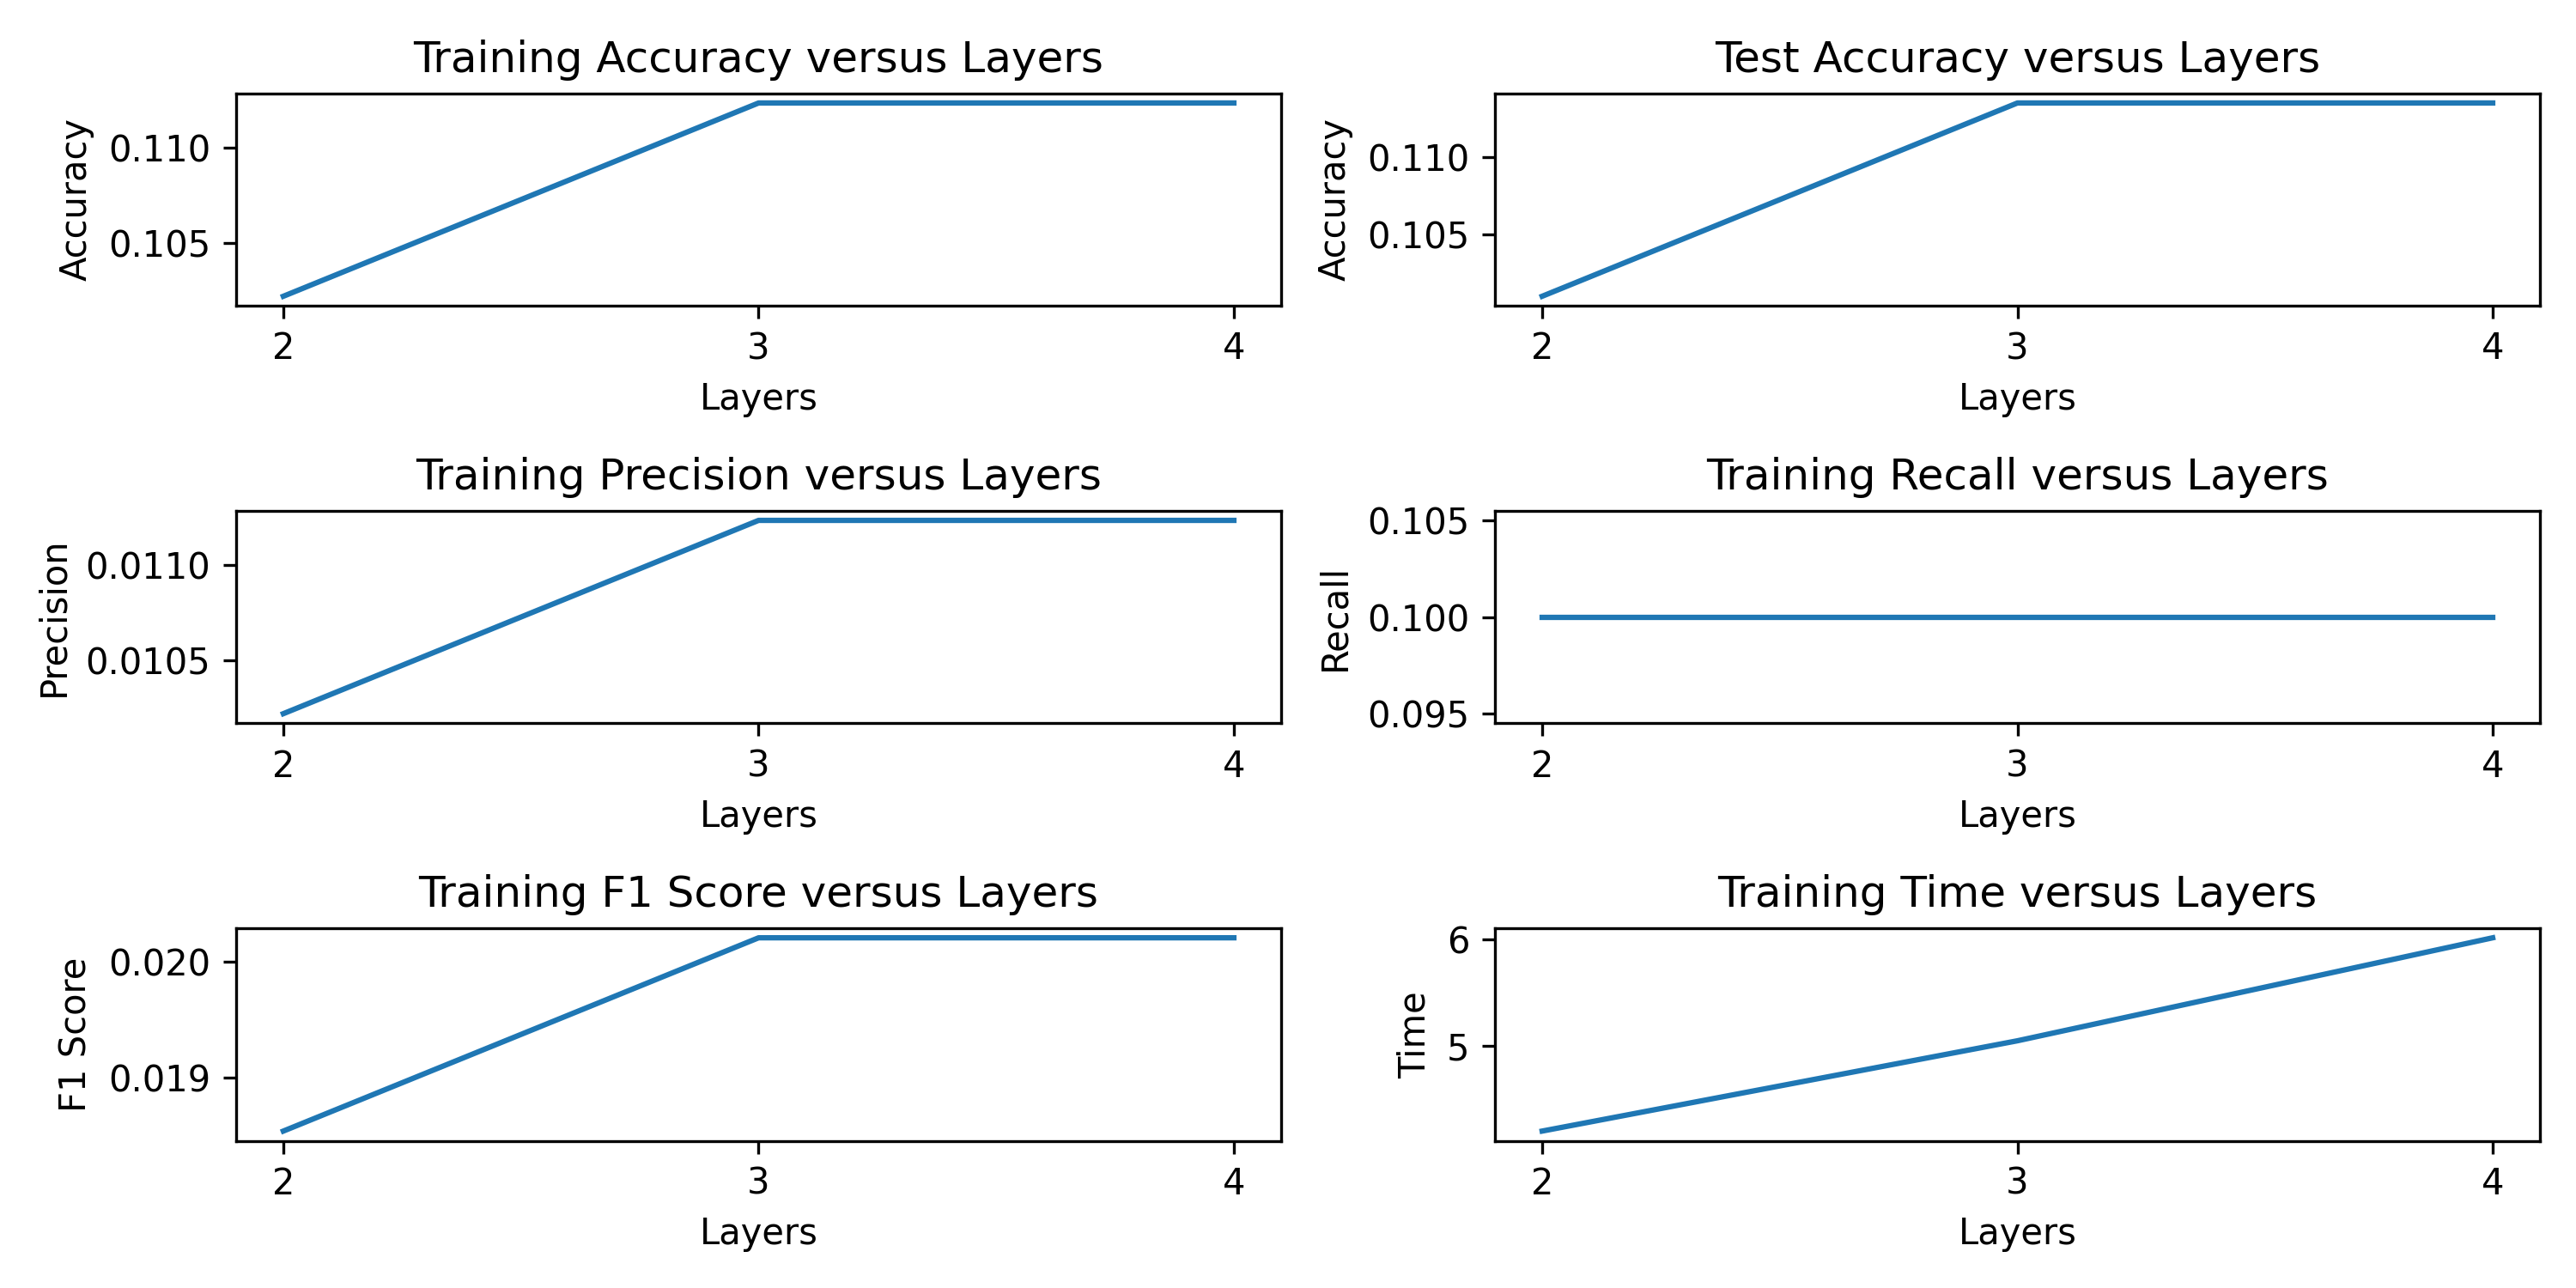 Training Accuracy versus Layers
Accuracy
0.110
0.105
2 3 4
Layers
Test Accuracy versus Layers
Accuracy
0.110
0.105
2 3 4
Layers
Training Precision versus Layers
Precision
0.0110
0.0105
2 3 4
Layers
Training Recall versus Layers
Recall
0.105
0.100
0.095
2 3 4
Layers
Training F1 Score versus Layers
F1 Score
0.020
0.019
2 3 4
Layers
Training Time versus Layers
Time
6
5
2 3 4
Layers